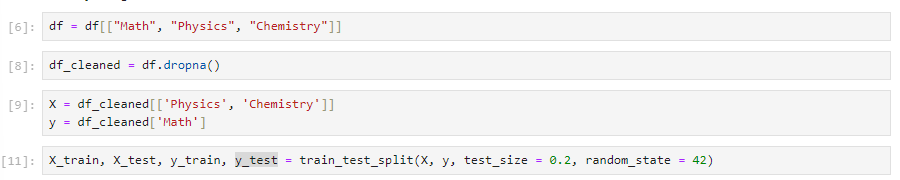 [6]: df = df[["Math", "Physics", "Chemistry"]]
[8]: df_cleaned = df.dropna()
[9]: X = df_cleaned[['Physics', 'Chemistry']]
y = df_cleaned['Math']
[11]: X_train, X_test, y_train, y_test = train_test_split(X, y, test_size = 0.2, random_state = 42)